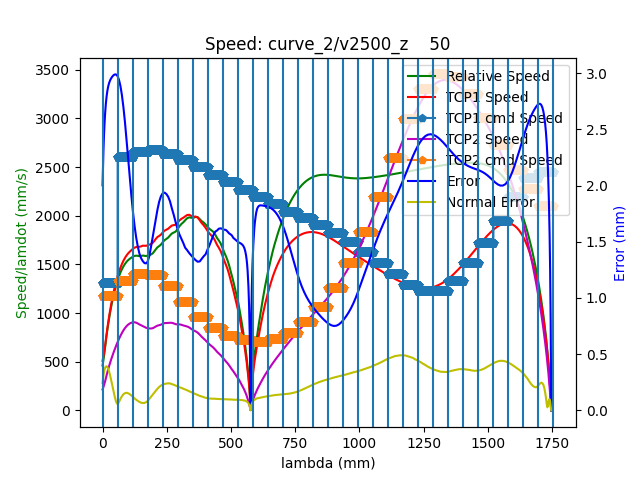 Speed: curve_2/v2500_z    50
3500
3000
2500
2000
1500
1000
500
0
Speed/lamdot (mm/s)
Relative Speed
TCP1 Speed
TCP1 cmd Speed
TCP2 Speed
TCP2 cmd Speed
Error
Normal Error
3.0
2.5
2.0
1.5
1.0
0.5
0.0
Error (mm)
0 250 500 750 1000 1250 1500 1750
lambda (mm)